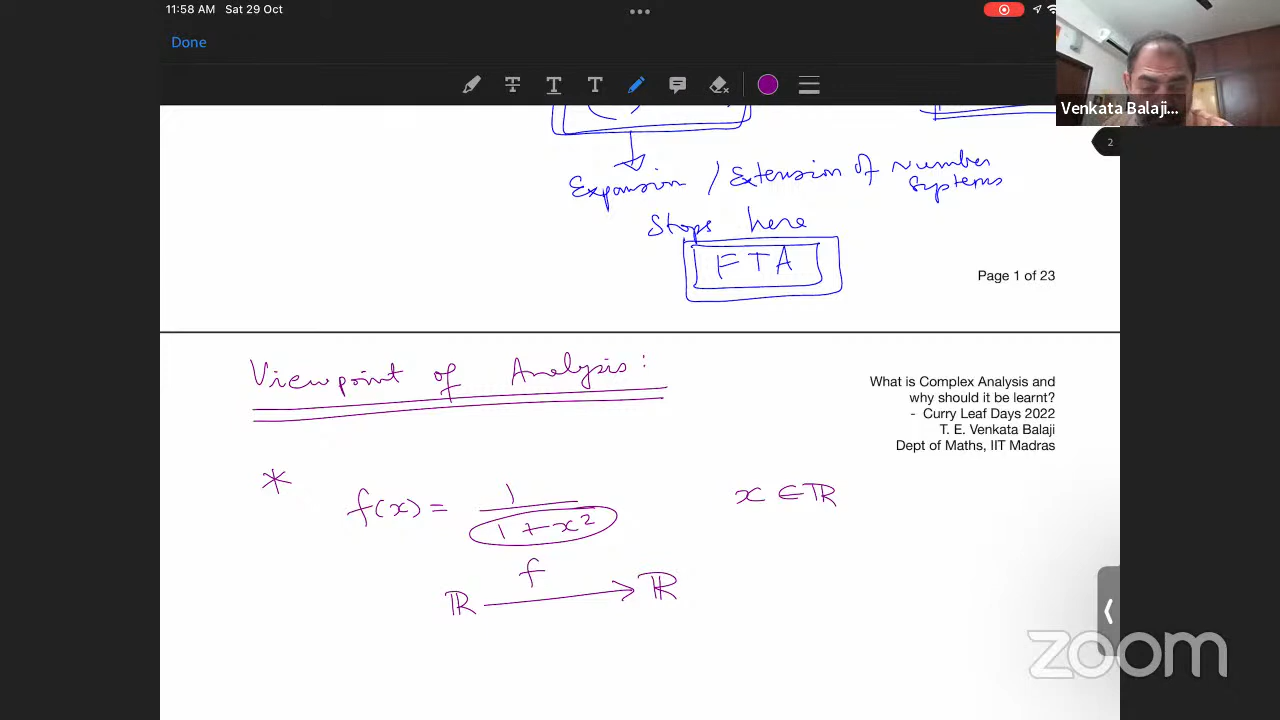 11:58 AM Sat 29 Oct
Done
Venkata Balaji...
2
Expansion / Extension of Number
Systems
Stops here
FTA
Page 1 of 23
Viewpoint of Analysis:
What is Complex Analysis and
why should it be learnt?
- Curry Leaf Days 2022
T. E. Venkata Balaji
Dept of Maths, IIT Madras
* f(x) = 1/(1+x²) x ∈ ℝ
f
ℝ → ℝ
zoom